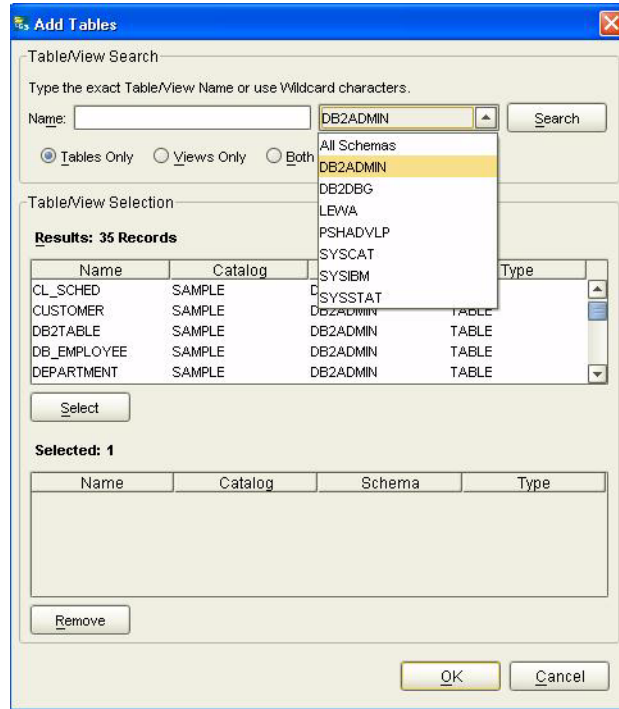 Add Tables
Table/View Search
Type the exact Table/View Name or use Wildcard characters.
Name: DB2ADMIN Search
Tables Only Views Only Both
All Schemas
DB2ADMIN
DB2DBG
LEWA
PSHADVLP
SYSCAT
SYSIBM
SYSSTAT
Table/View Selection
Results: 35 Records
Name Catalog Type
CL_SCHED SAMPLE D
CUSTOMER SAMPLE DB2ADMIN TABLE
DB2TABLE SAMPLE DB2ADMIN TABLE
DB_EMPLOYEE SAMPLE DB2ADMIN TABLE
DEPARTMENT SAMPLE DB2ADMIN TABLE
Select
Selected: 1
Name Catalog Schema Type
Remove
OK Cancel